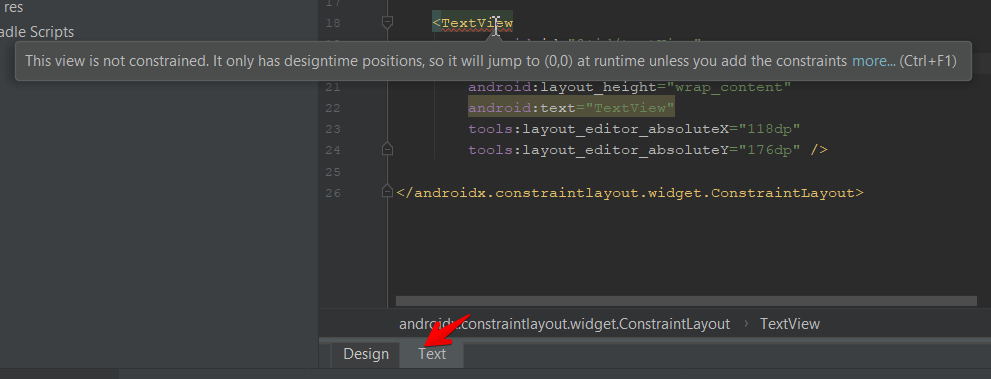 res
adle Scripts
17
18
<TextView
This view is not constrained. It only has designtime positions, so it will jump to (0,0) at runtime unless you add the constraints more... (Ctrl+F1)
21
android:layout_height="wrap_content"
22
android:text="TextView"
23
tools:layout_editor_absoluteX="118dp"
24
tools:layout_editor_absoluteY="176dp" />
25
26
</androidx.constraintlayout.widget.ConstraintLayout>
androidx.constraintlayout.widget.ConstraintLayout › TextView
Design Text